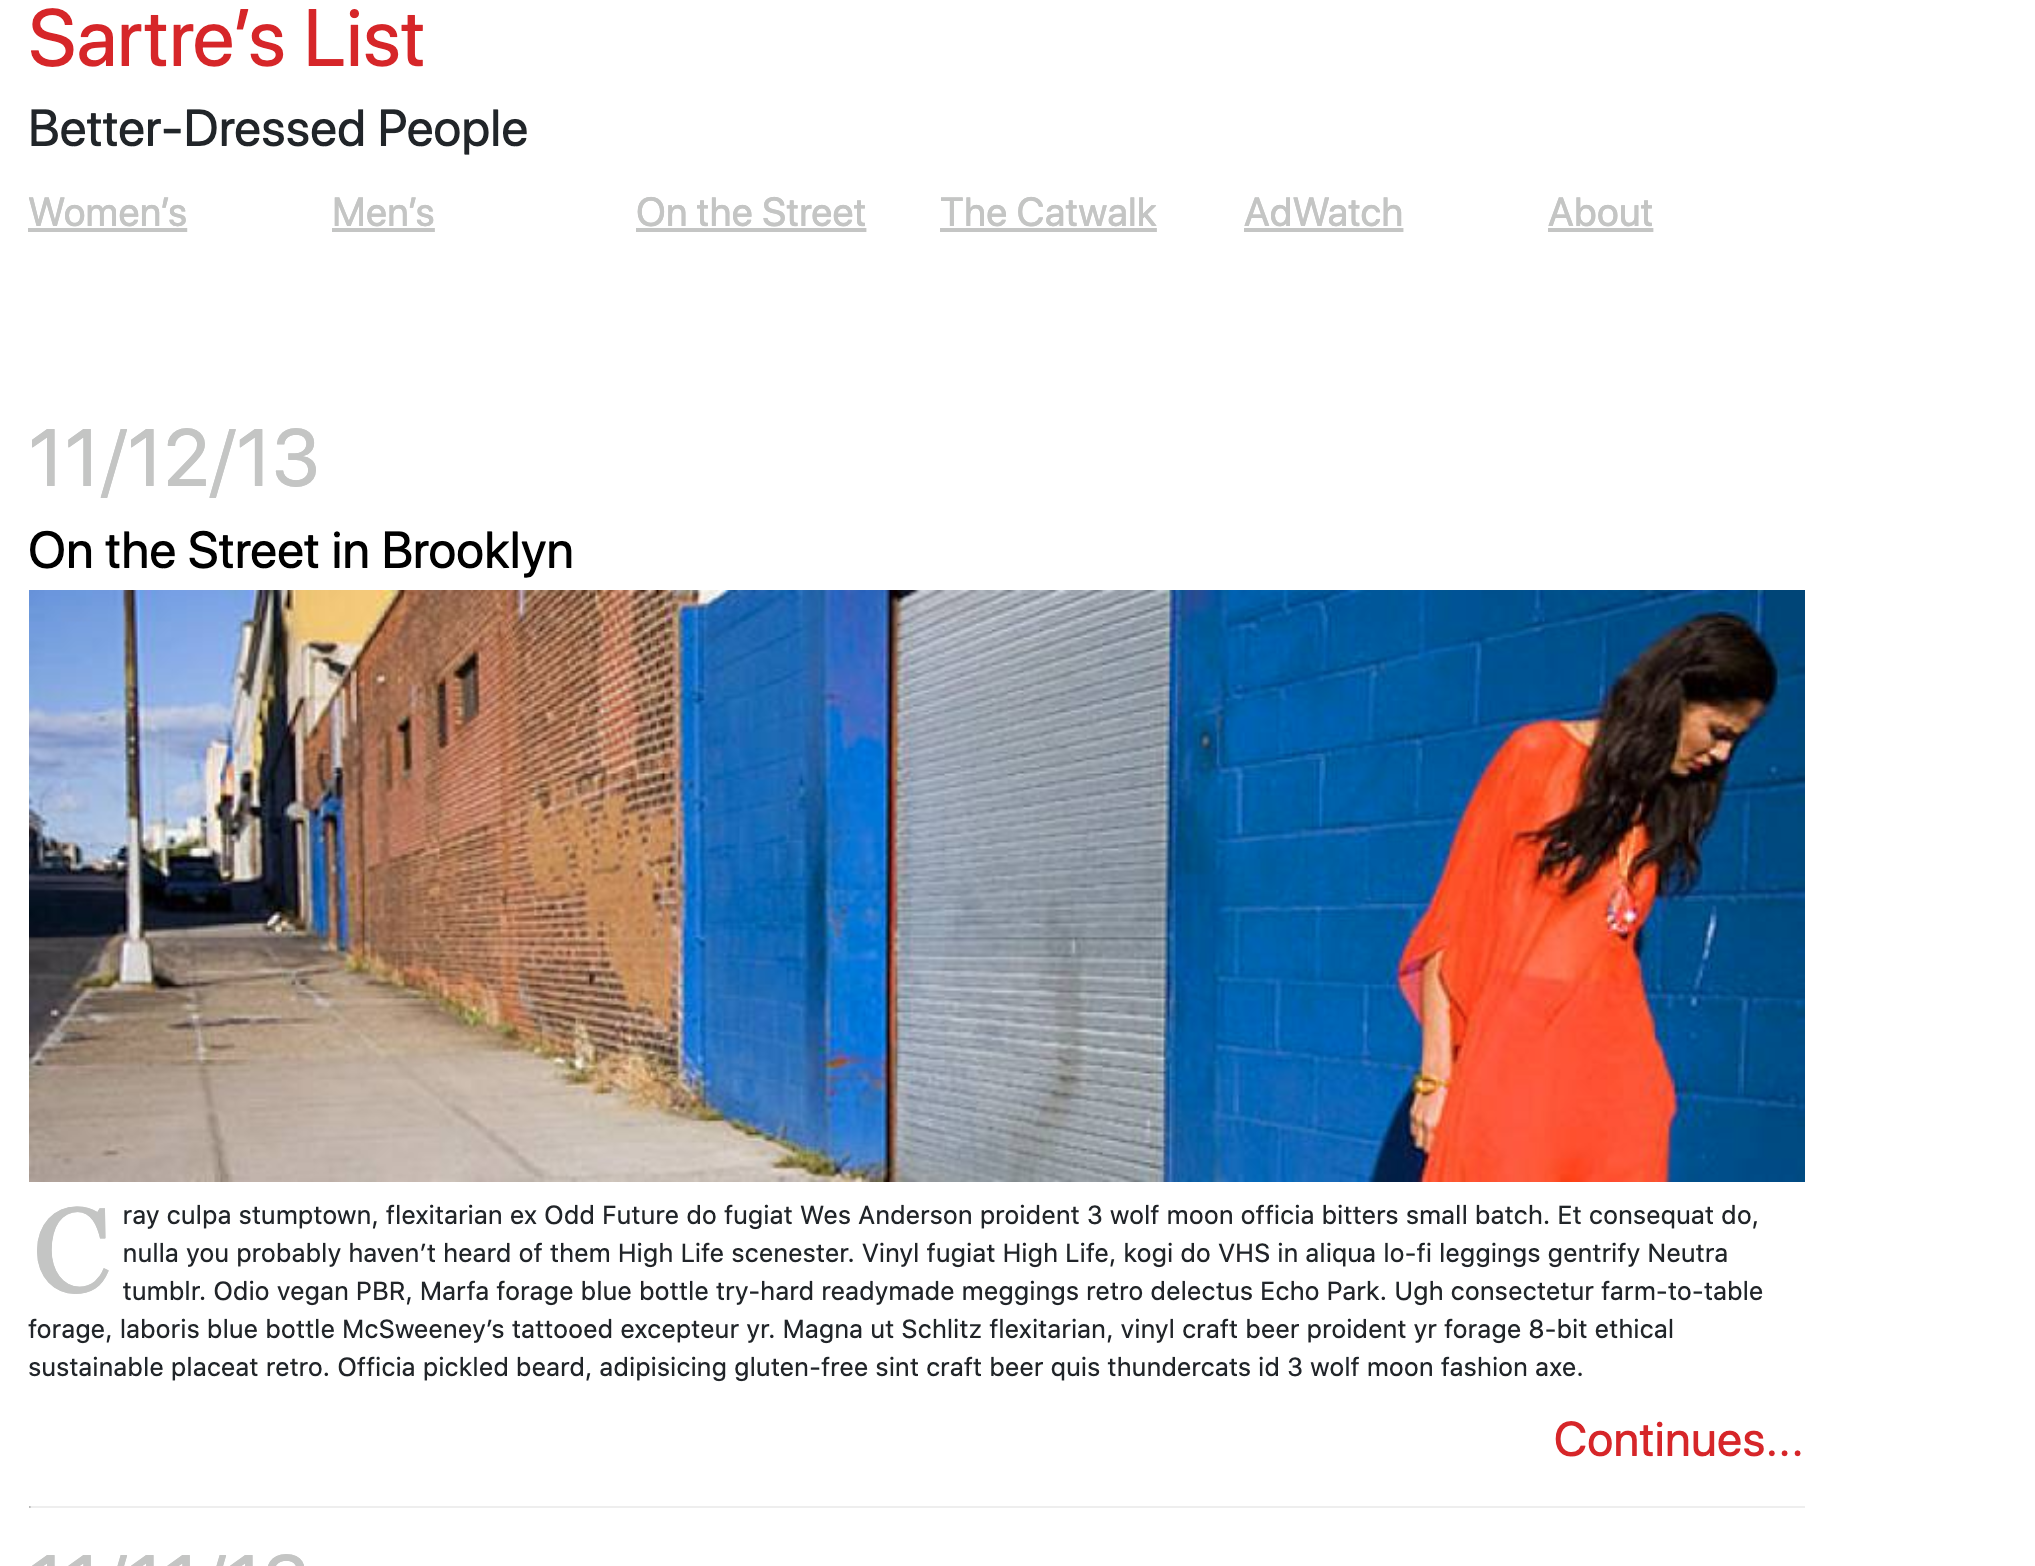 Sartre’s List
Better-Dressed People
Women’s Men’s On the Street The Catwalk AdWatch About
11/12/13
On the Street in Brooklyn
Cray culpa stumptown, flexitarian ex Odd Future do fugiat Wes Anderson proident 3 wolf moon officia bitters small batch. Et consequat do,
nulla you probably haven’t heard of them High Life scenester. Vinyl fugiat High Life, kogi do VHS in aliqua lo-fi leggings gentrify Neutra
tumblr. Odio vegan PBR, Marfa forage blue bottle try-hard readymade meggings retro delectus Echo Park. Ugh consectetur farm-to-table
forage, laboris blue bottle McSweeney’s tattooed excepteur yr. Magna ut Schlitz flexitarian, vinyl craft beer proident yr forage 8-bit ethical
sustainable placeat retro. Officia pickled beard, adipisicing gluten-free sint craft beer quis thundercats id 3 wolf moon fashion axe.
Continues...